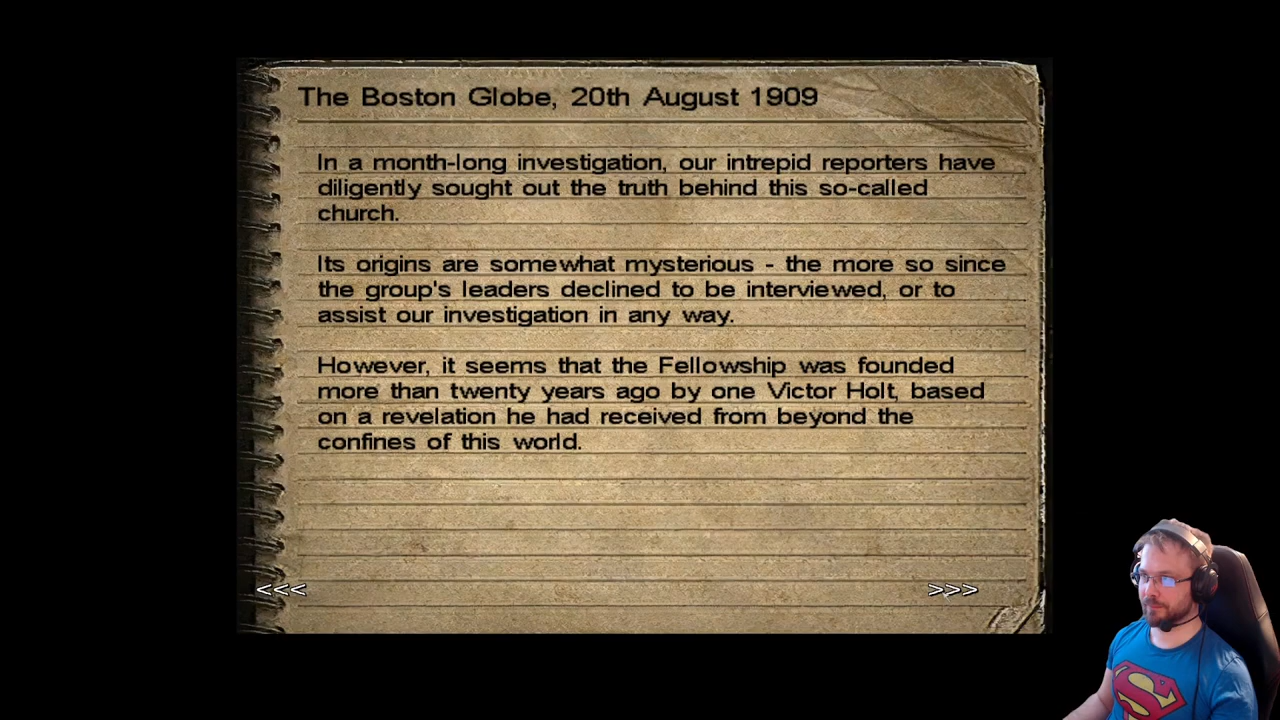 The Boston Globe, 20th August 1909
In a month-long investigation, our intrepid reporters have
diligently sought out the truth behind this so-called
church.
Its origins are somewhat mysterious - the more so since
the group's leaders declined to be interviewed, or to
assist our investigation in any way.
However, it seems that the Fellowship was founded
more than twenty years ago by one Victor Holt, based
on a revelation he had received from beyond the
confines of this world.
<<< >>>